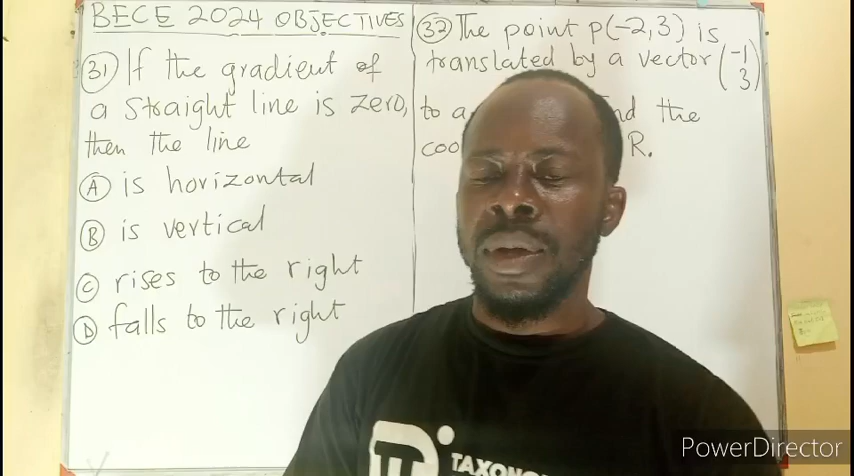 BECE 2024 OBJECTIVES
31 If the gradient of
a straight line is zero,
then the line
A is horizontal
B is vertical
C rises to the right
D falls to the right
32 The point P(-2,3) is
translated by a vector (-1
3)
to a the
R.
TAXONO
PowerDirector